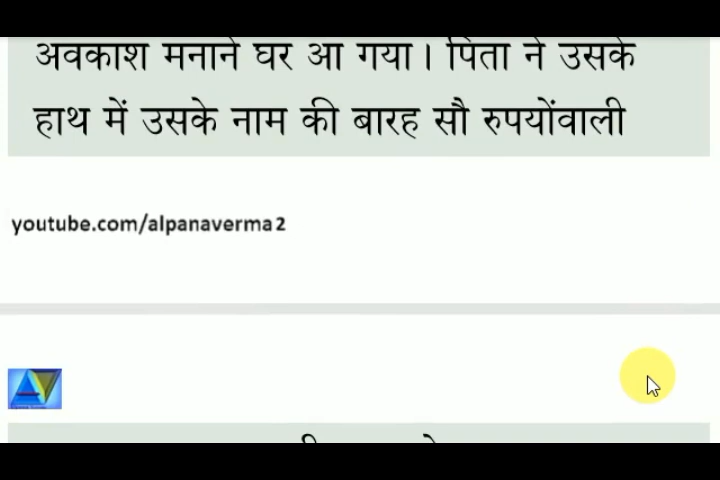 अवकाश मनाने घर आ गया। पिता ने उसके
हाथ में उसके नाम की बारह सौ रुपयोंवाली
youtube.com/alpanaverma2